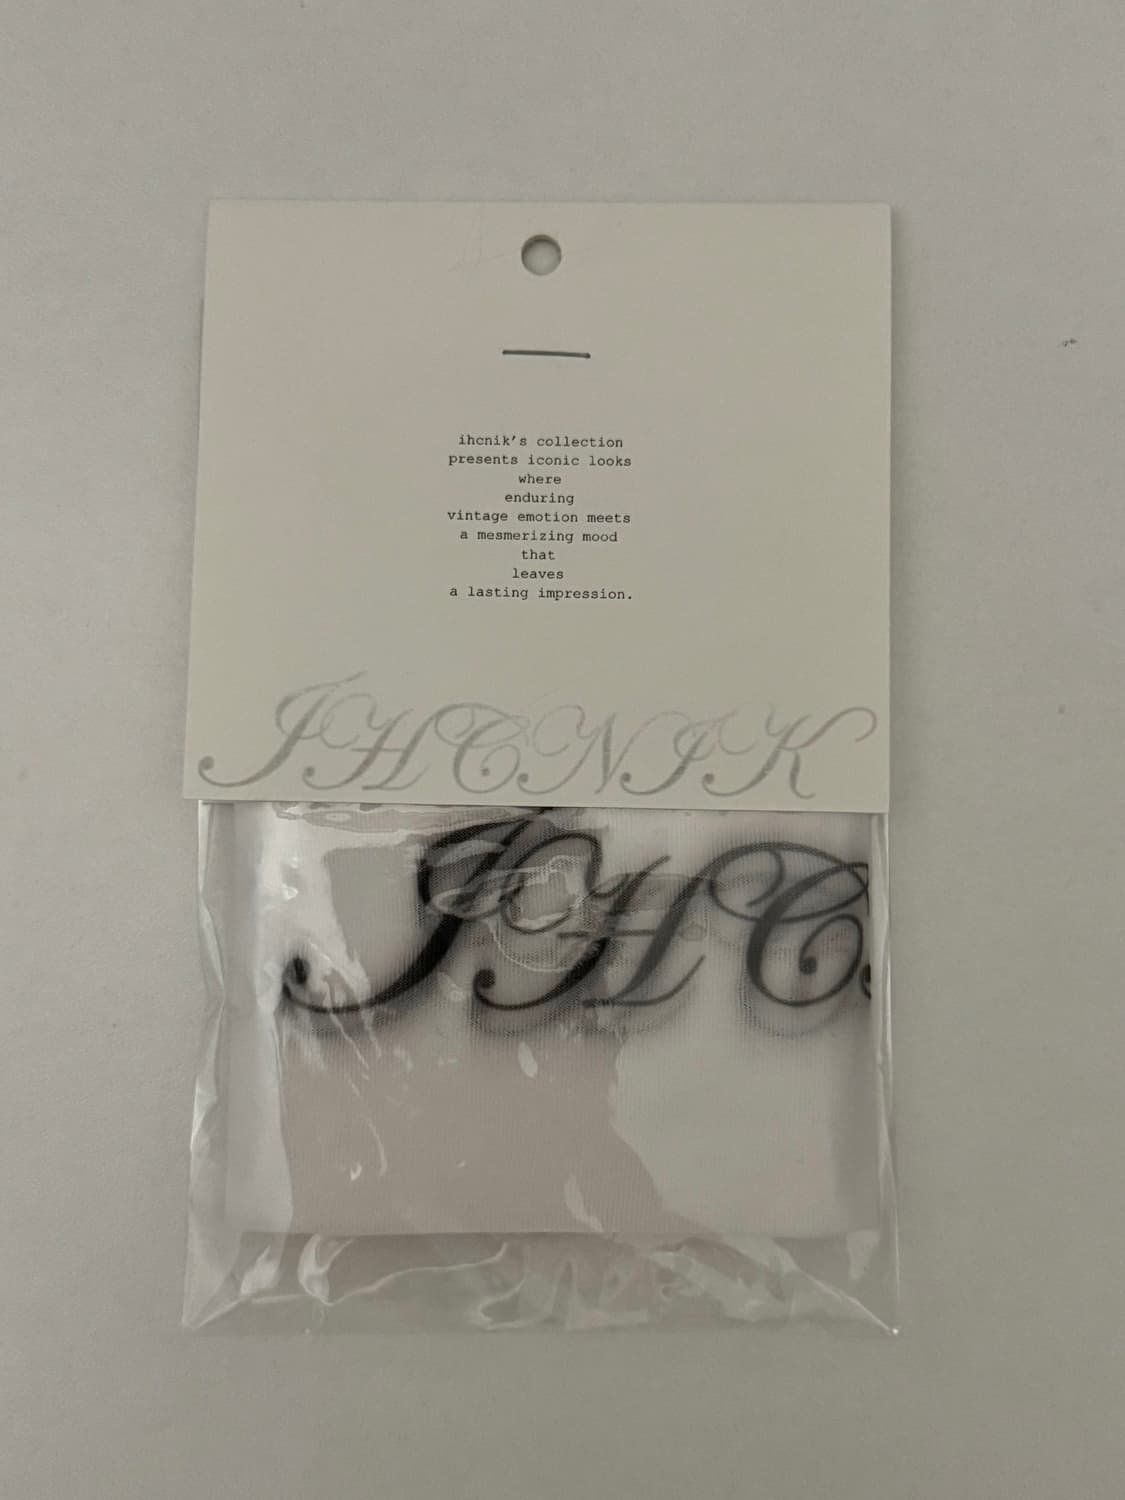 ihcnik's collection
presents iconic looks
where
enduring
vintage emotion meets
a mesmerizing mood
that
leaves
a lasting impression.
IHCNIK
IHC